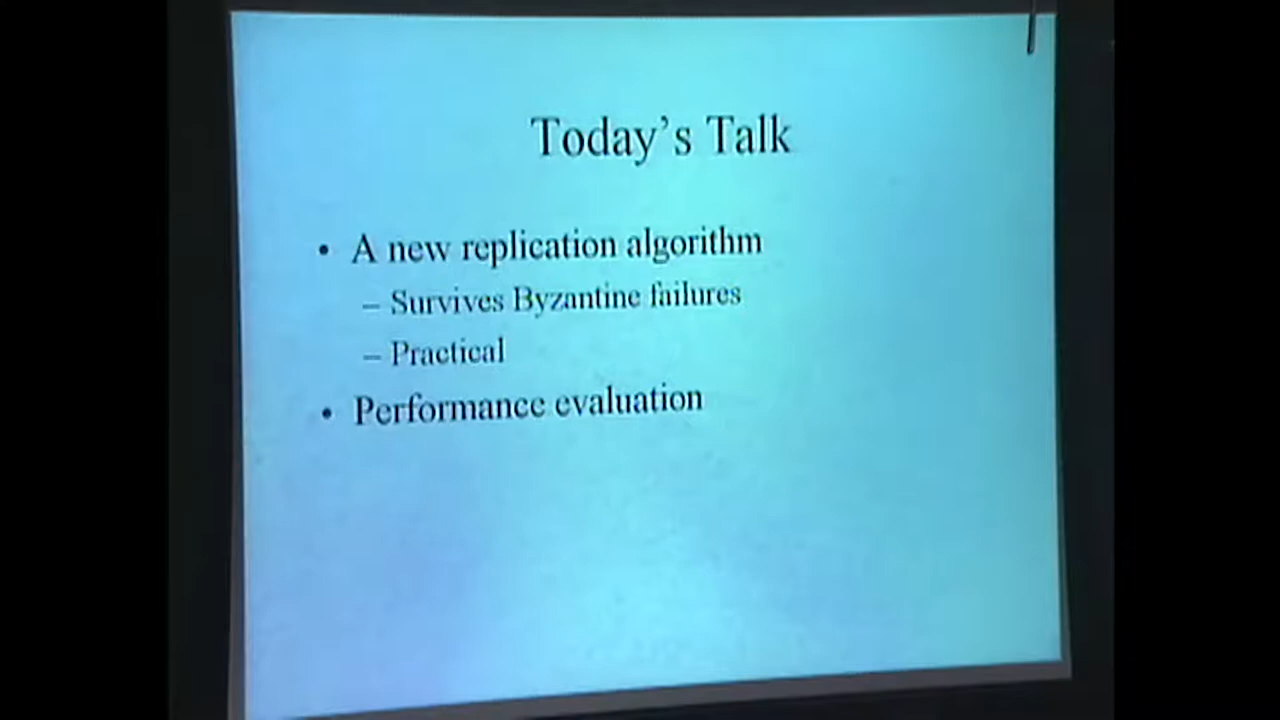 Today's Talk
• A new replication algorithm
– Survives Byzantine failures
– Practical
• Performance evaluation